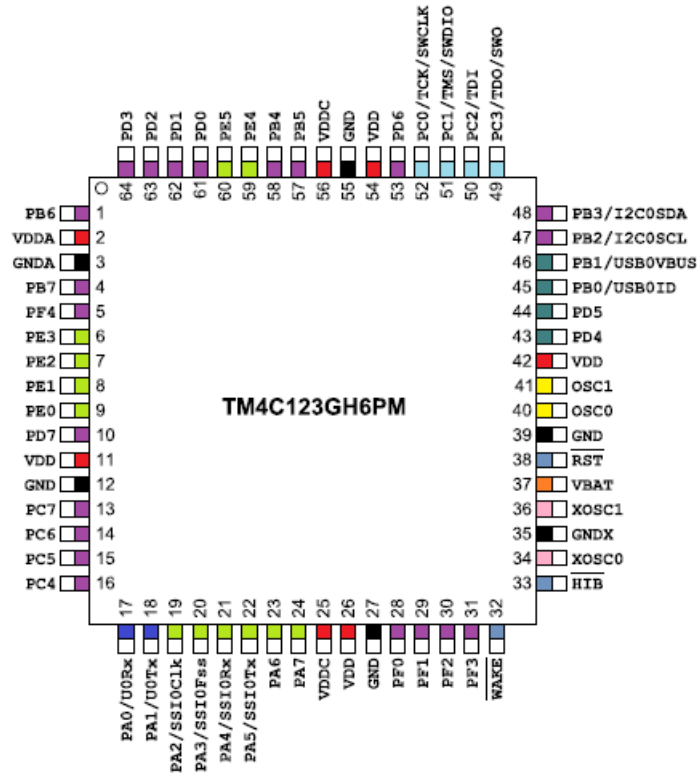 PD3
PD2
PD1
PD0
PE5
PE4
PB4
PB5
VDDC
GND
VDD
PD6
PC0/TCK/SWCLK
PC1/TMS/SWDIO
PC2/TDI
PC3/TDO/SWO
64 63 62 61 60 59 58 57 56 55 54 53 52 51 50 49
PB6 1
VDDA 2
GNDA 3
PB7 4
PF4 5
PE3 6
PE2 7
PE1 8
PE0 9
PD7 10
VDD 11
GND 12
PC7 13
PC6 14
PC5 15
PC4 16
TM4C123GH6PM
48 PB3/I2C0SDA
47 PB2/I2C0SCL
46 PB1/USB0VBUS
45 PB0/USB0ID
44 PD5
43 PD4
42 VDD
41 OSC1
40 OSC0
39 GND
38 RST
37 VBAT
36 XOSC1
35 GNDX
34 XOSC0
33 HIB
17 18 19 20 21 22 23 24 25 26 27 28 29 30 31 32
PA0/U0Rx
PA1/U0Tx
PA2/SSI0Clk
PA3/SSI0Fss
PA4/SSI0Rx
PA5/SSI0Tx
PA6
PA7
VDDC
VDD
GND
PF0
PF1
PF2
PF3
WAKE